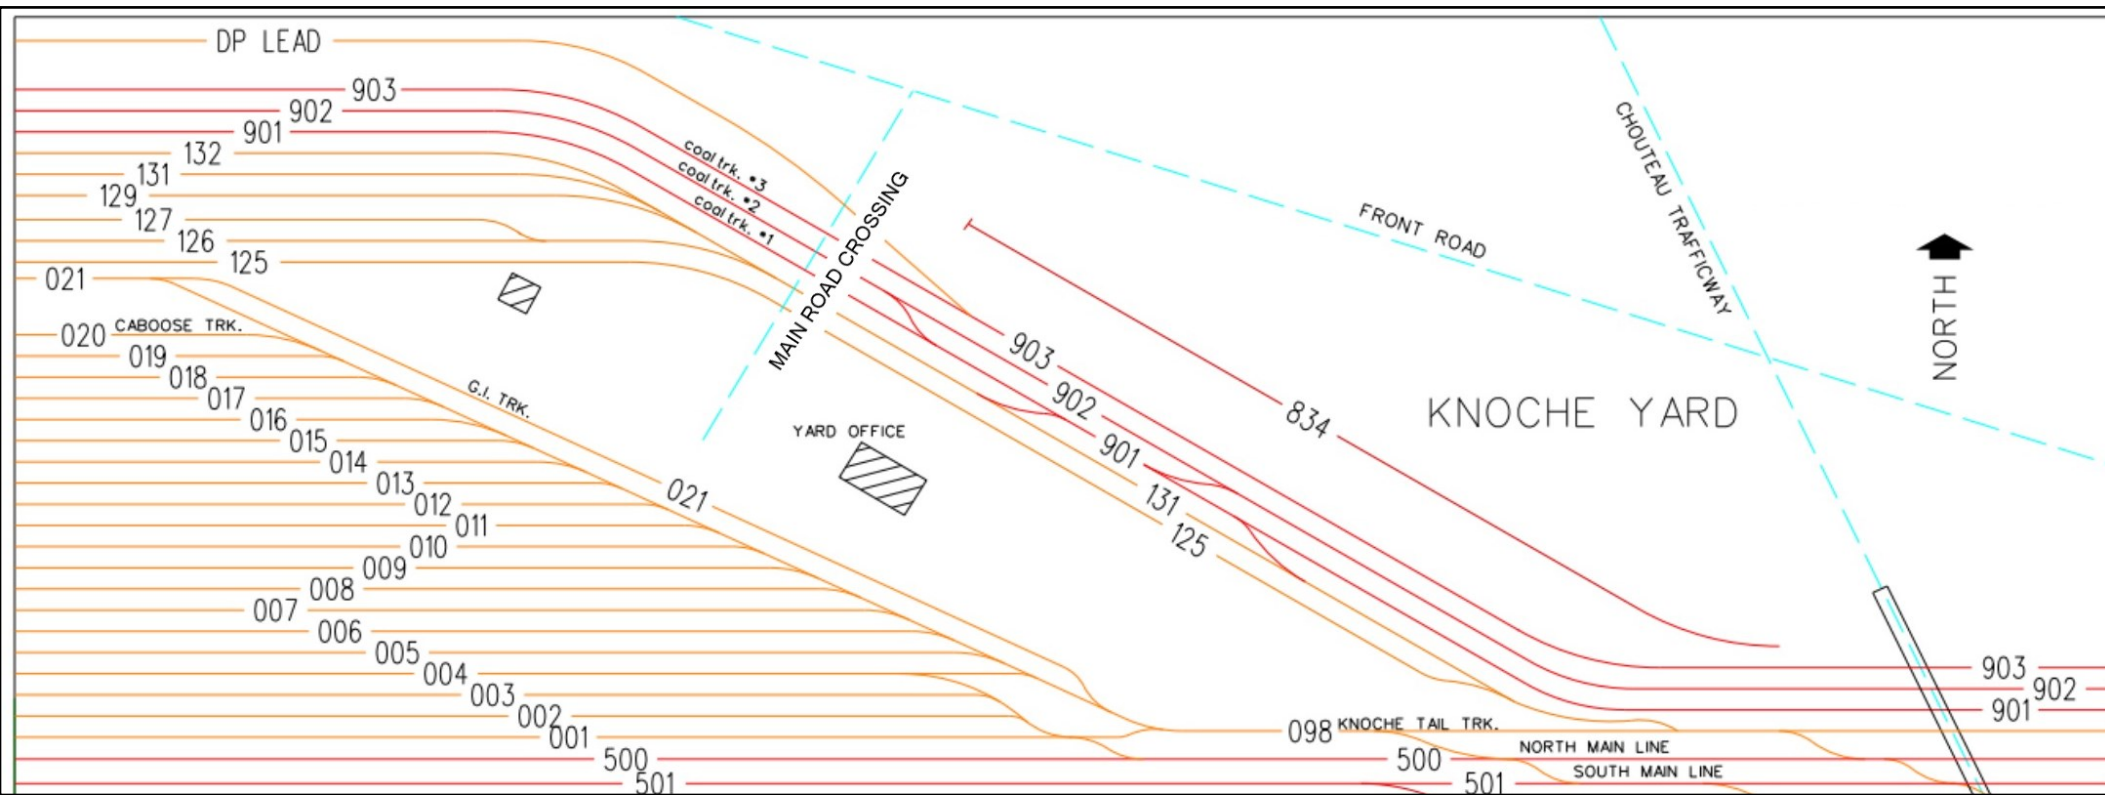 DP LEAD
903
902
901
132
131
129
127
126
125
021
020 CABOOSE TRK.
019
018
017
016
015
014
013
012
011
010
009
008
007
006
005
004
003
002
001
500
501
coal trk. #3
coal trk. #2
coal trk. #1
MAIN ROAD CROSSING
G.I. TRK.
021
YARD OFFICE
903
902
901
131
125
834
FRONT ROAD
CHOUTEAU TRAFFICWAY
KNOCHE YARD
NORTH
903
902
901
098 KNOCHE TAIL TRK.
500
NORTH MAIN LINE
501
SOUTH MAIN LINE